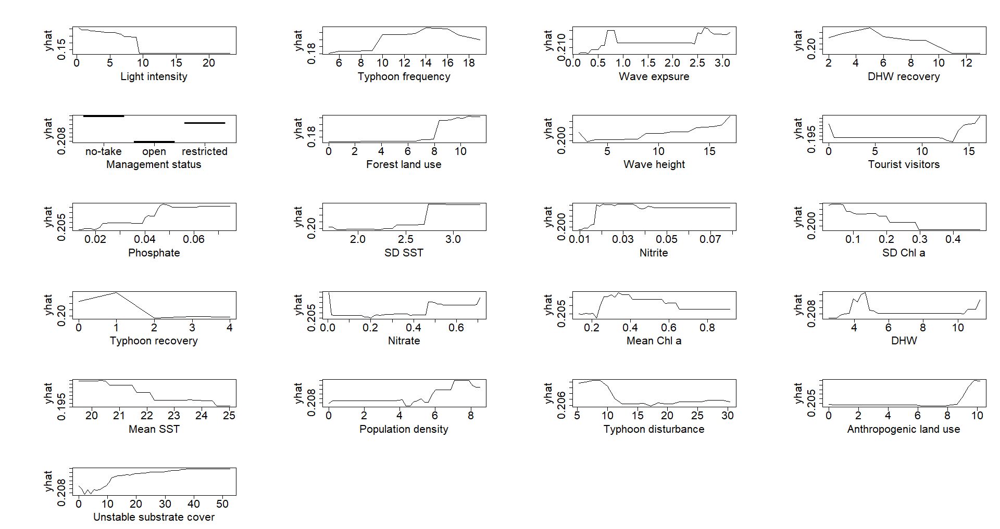 yhat
0.15
0 5 10 15 20
Light intensity
yhat
0.18
6 8 10 12 14 16 18
Typhoon frequency
yhat
0.210
0.0 0.5 1.0 1.5 2.0 2.5 3.0
Wave expsure
yhat
0.20
2 4 6 8 10 12
DHW recovery
yhat
0.208
no-take open restricted
Management status
yhat
0.18
0 2 4 6 8 10
Forest land use
yhat
0.200
5 10 15
Wave height
yhat
0.195
0 5 10 15
Tourist visitors
yhat
0.205
0.02 0.04 0.06
Phosphate
yhat
0.20
2.0 2.5 3.0
SD SST
yhat
0.200
0.01 0.03 0.05 0.07
Nitrite
yhat
0.200
0.1 0.2 0.3 0.4
SD Chl a
yhat
0.20
0 1 2 3 4
Typhoon recovery
yhat
0.205
0.0 0.2 0.4 0.6
Nitrate
yhat
0.205
0.2 0.4 0.6 0.8
Mean Chl a
yhat
0.208
4 6 8 10
DHW
yhat
0.195
20 21 22 23 24 25
Mean SST
yhat
0.208
0 2 4 6 8
Population density
yhat
0.206
5 10 15 20 25 30
Typhoon disturbance
yhat
0.205
0 2 4 6 8 10
Anthropogenic land use
yhat
0.208
0 10 20 30 40 50
Unstable substrate cover